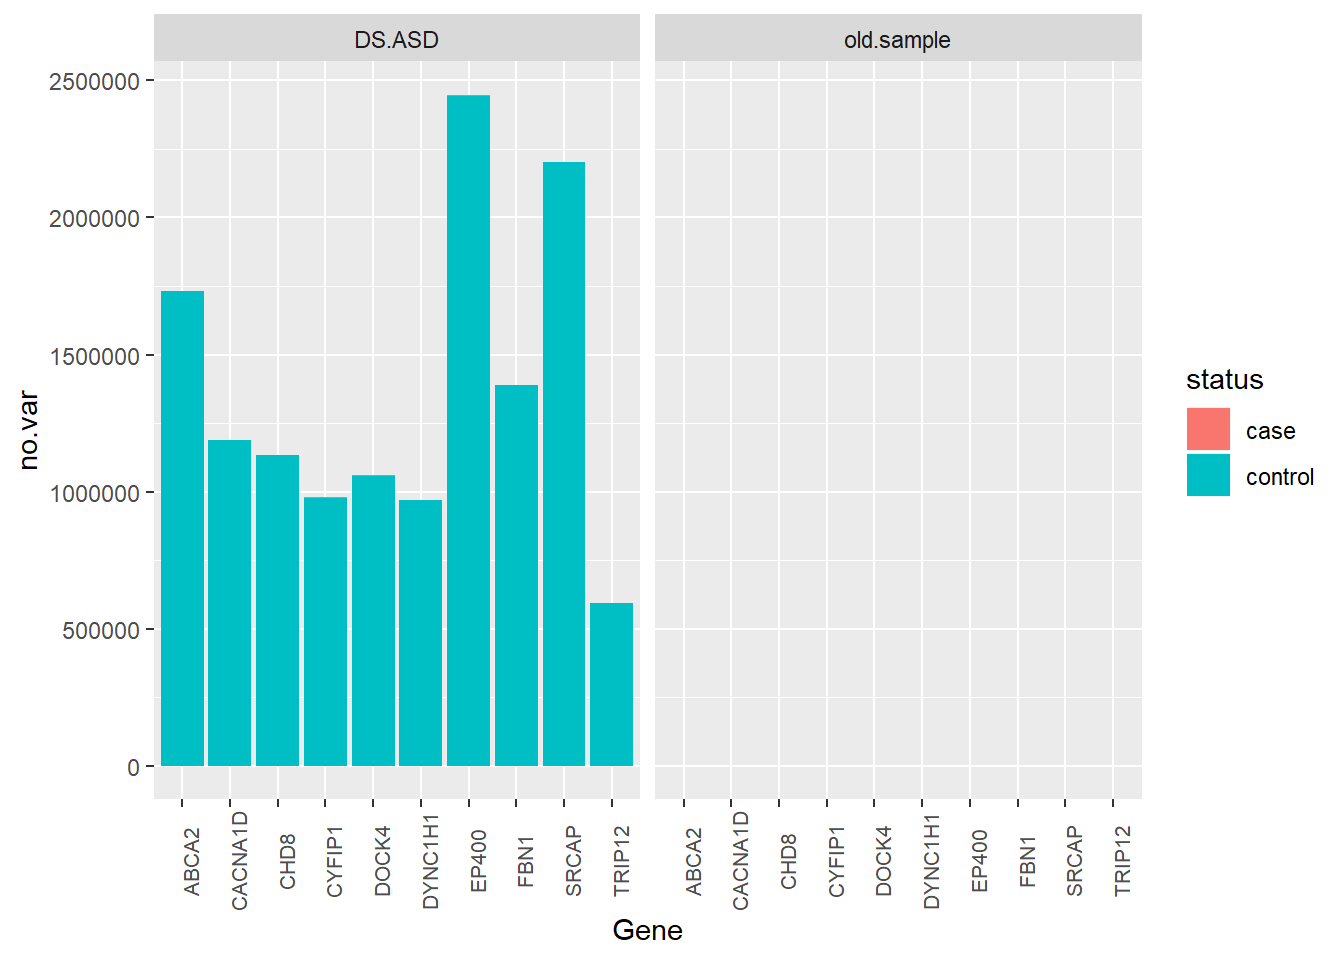 DS.ASD
old.sample
no.var
2500000
2000000
1500000
1000000
500000
0
ABCA2
CACNA1D
CHD8
CYFIP1
DOCK4
DYNC1H1
EP400
FBN1
SRCAP
TRIP12
ABCA2
CACNA1D
CHD8
CYFIP1
DOCK4
DYNC1H1
EP400
FBN1
SRCAP
TRIP12
Gene
status
case
control